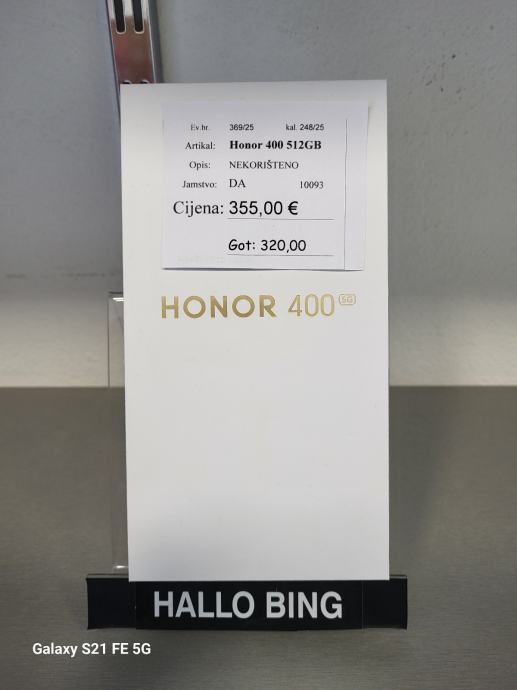 Ev.br. 369/25 kal. 248/25
Artikal: Honor 400 512GB
Opis: NEKORIŠTENO
Jamstvo: DA 10093
Cijena: 355,00 €
Got: 320,00
HONOR 400 5G
HALLO BING
Galaxy S21 FE 5G